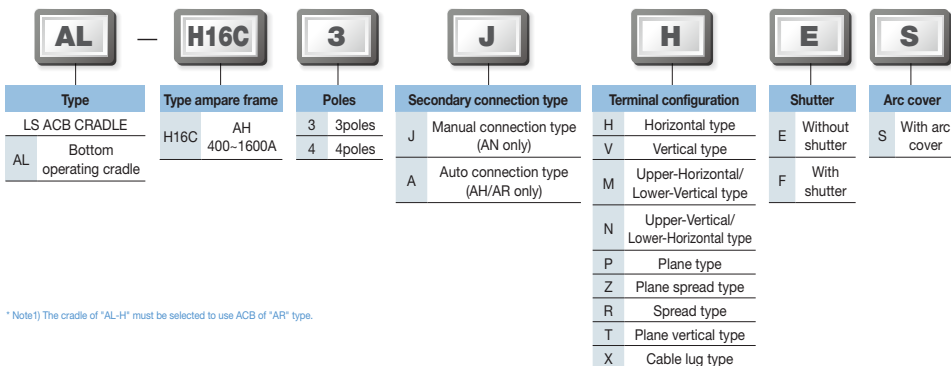 AL — H16C 3 J H E S
Type
LS ACB CRADLE
AL Bottom
operating cradle
Type ampare frame
H16C AH
400~1600A
Poles
3 3poles
4 4poles
Secondary connection type
J Manual connection type
(AN only)
A Auto connection type
(AH/AR only)
Terminal configuration
H Horizontal type
V Vertical type
M Upper-Horizontal/
Lower-Vertical type
N Upper-Vertical/
Lower-Horizontal type
P Plane type
Z Plane spread type
R Spread type
T Plane vertical type
X Cable lug type
Shutter
E Without
shutter
F With
shutter
Arc cover
S With arc
cover
* Note1) The cradle of "AL-H" must be selected to use ACB of "AR" type.